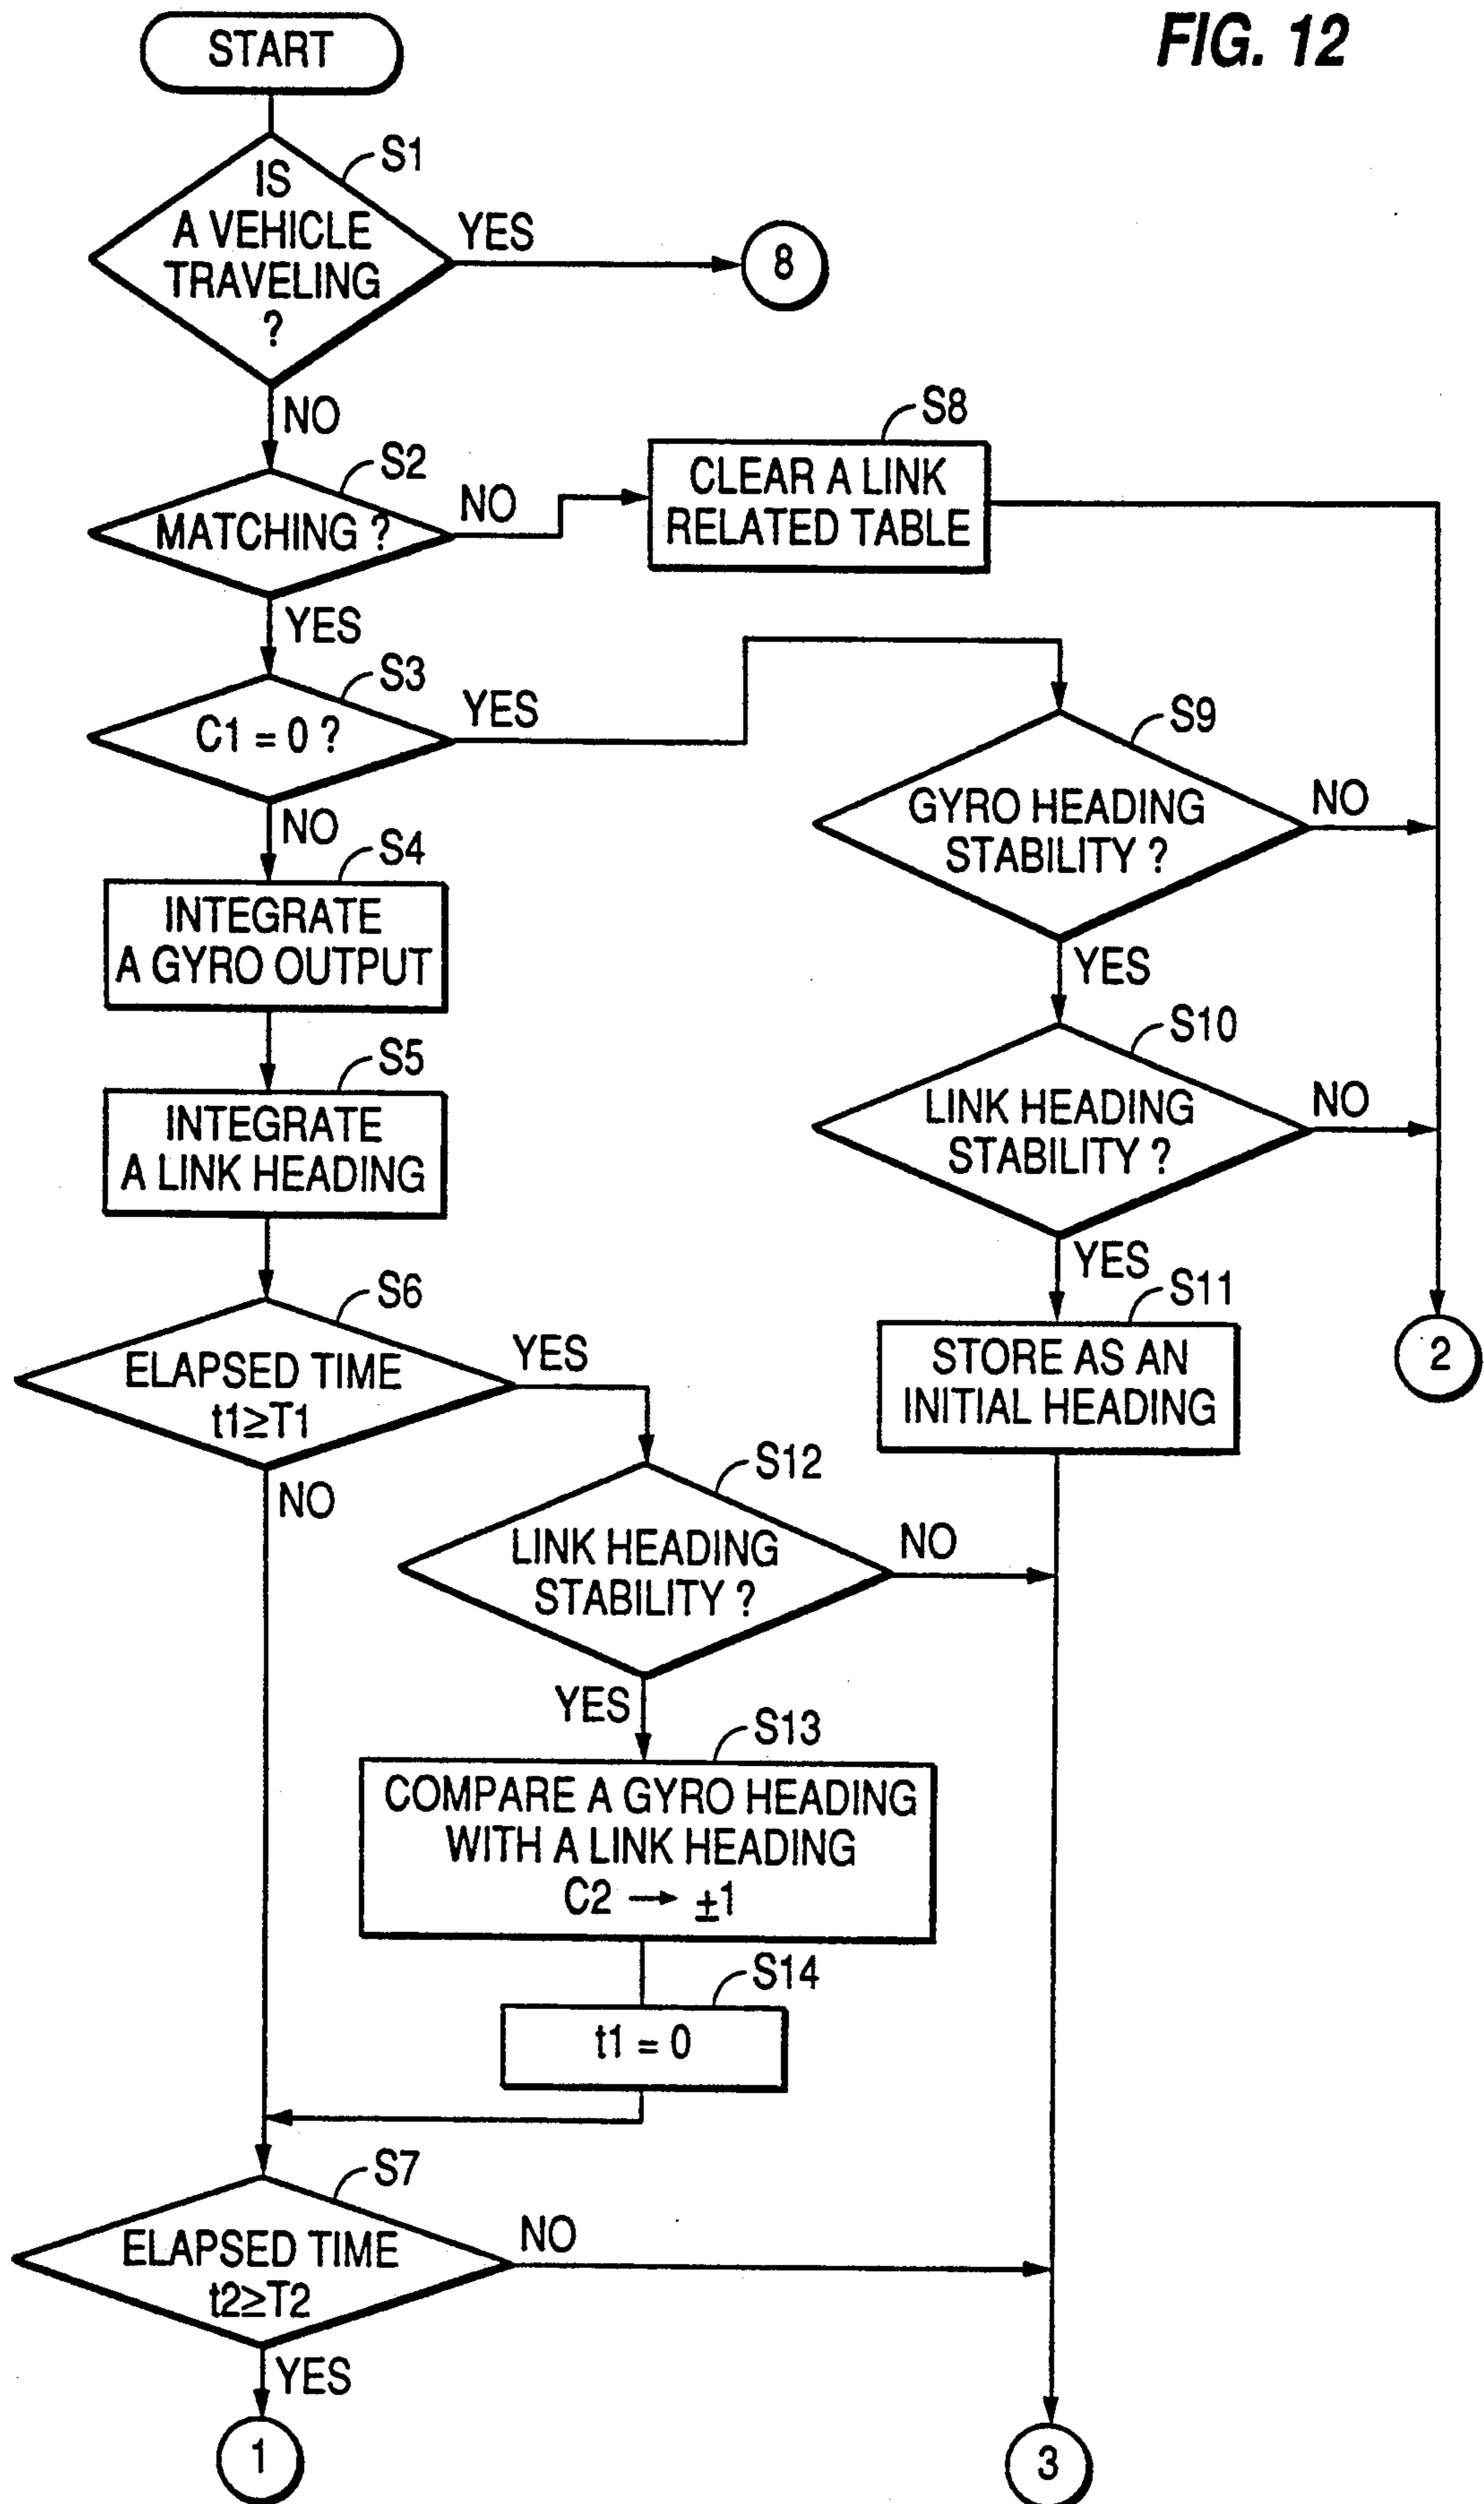 FIG. 12
START
S1
IS
A VEHICLE
TRAVELING
?
YES
8
NO
S2
MATCHING ?
NO
S8
CLEAR A LINK
RELATED TABLE
YES
S3
C1 = 0 ?
YES
S9
GYRO HEADING
STABILITY ?
NO
NO
S4
INTEGRATE
A GYRO OUTPUT
YES
S10
LINK HEADING
STABILITY ?
NO
S5
INTEGRATE
A LINK HEADING
YES
S11
STORE AS AN
INITIAL HEADING
2
S6
ELAPSED TIME
t1≥T1
YES
NO
S12
LINK HEADING
STABILITY ?
NO
YES
S13
COMPARE A GYRO HEADING
WITH A LINK HEADING
C2 → ±1
S14
t1 = 0
S7
ELAPSED TIME
t2≥T2
NO
YES
1
3